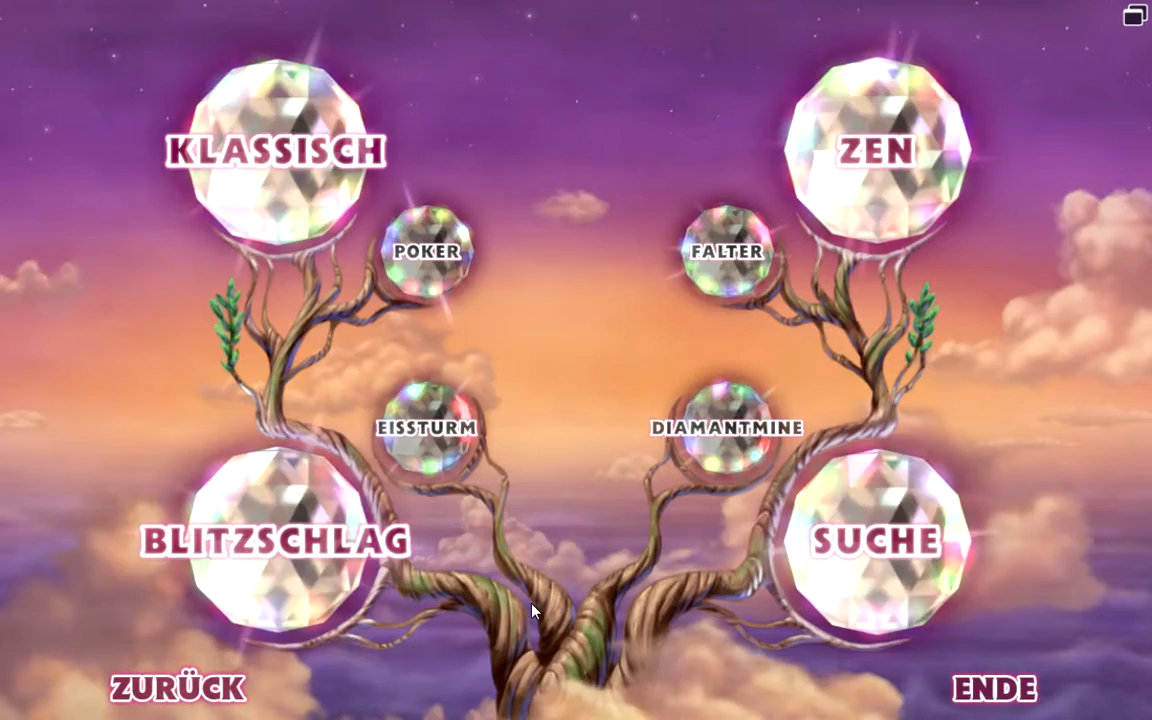 KLASSISCH
ZEN
POKER
FALTER
EISSTURM
DIAMANTMINE
BLITZSCHLAG
SUCHE
ZURÜCK
ENDE